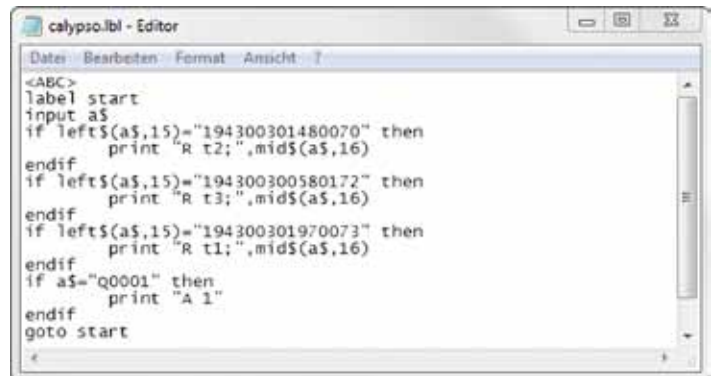 calypso.lbl - Editor
Datei Bearbeiten Format Ansicht ?
<ABC>
label start
input a$
if left$(a$,15)="194300301480070" then
print "R t2;",mid$(a$,16)
endif
if left$(a$,15)="194300300580172" then
print "R t3;",mid$(a$,16)
endif
if left$(a$,15)="194300301970073" then
print "R t1;",mid$(a$,16)
endif
if a$="Q0001" then
print "A 1"
endif
goto start